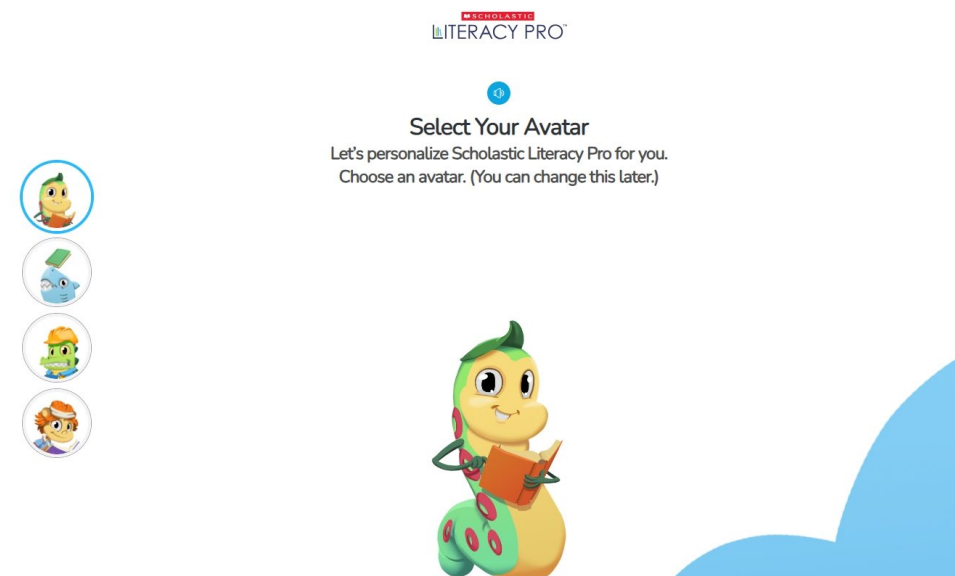 SCHOLASTIC
LITERACY PRO™
Select Your Avatar
Let's personalize Scholastic Literacy Pro for you.
Choose an avatar. (You can change this later.)